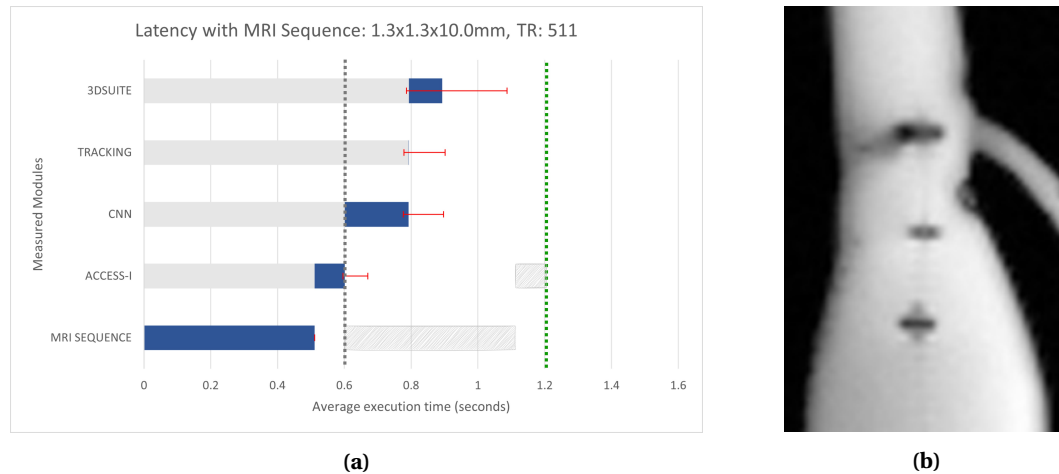 Latency with MRI Sequence: 1.3x1.3x10.0mm, TR: 511
Measured Modules
3DSUITE
TRACKING
CNN
ACCESS-I
MRI SEQUENCE
0 0.2 0.4 0.6 0.8 1 1.2 1.4 1.6
Average execution time (seconds)
(a) (b)